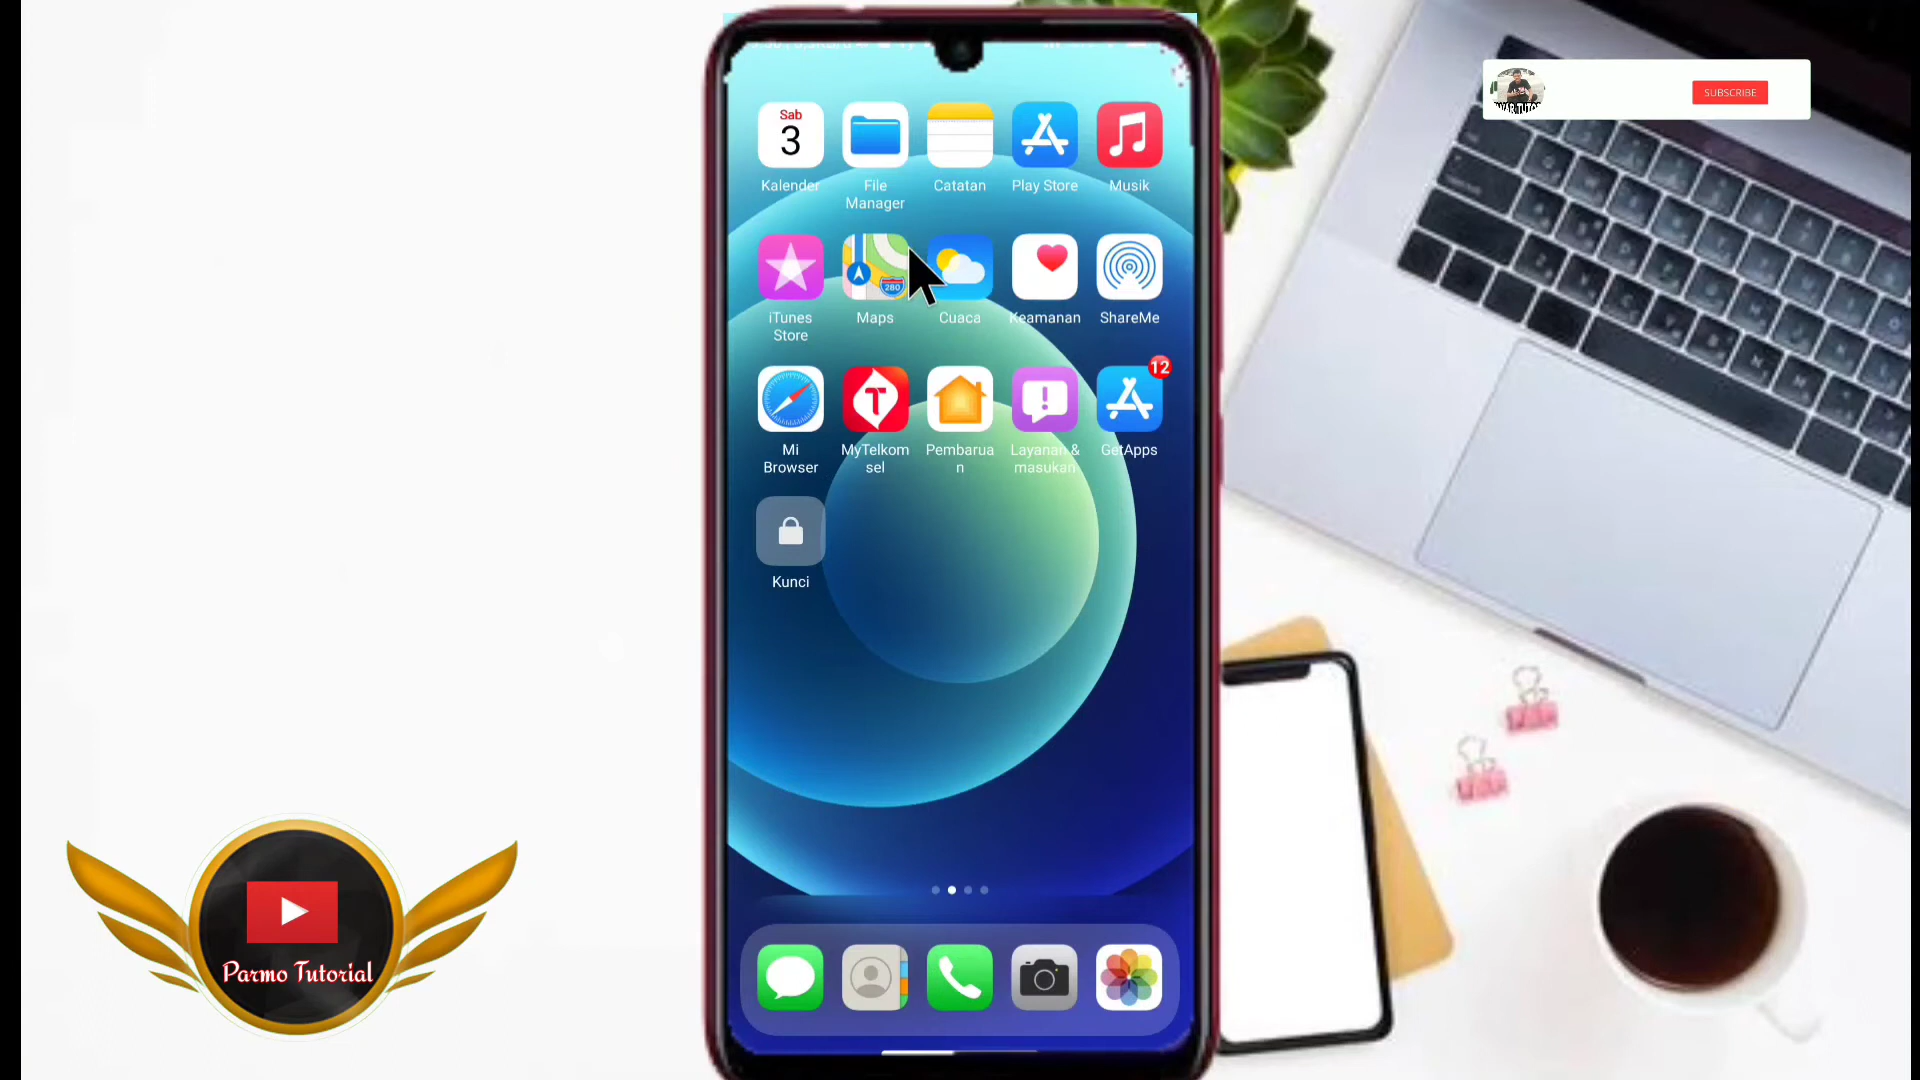 SUBSCRIBE
Sab
3
Kalender
File
Manager
Catatan
Play Store
Musik
iTunes
Store
280
Maps
Cuaca
Keamanan
ShareMe
Mi
Browser
MyTelkom
sel
Pembarua
n
Layanan &
masukan
12
GetApps
Kunci
Parmo Tutorial